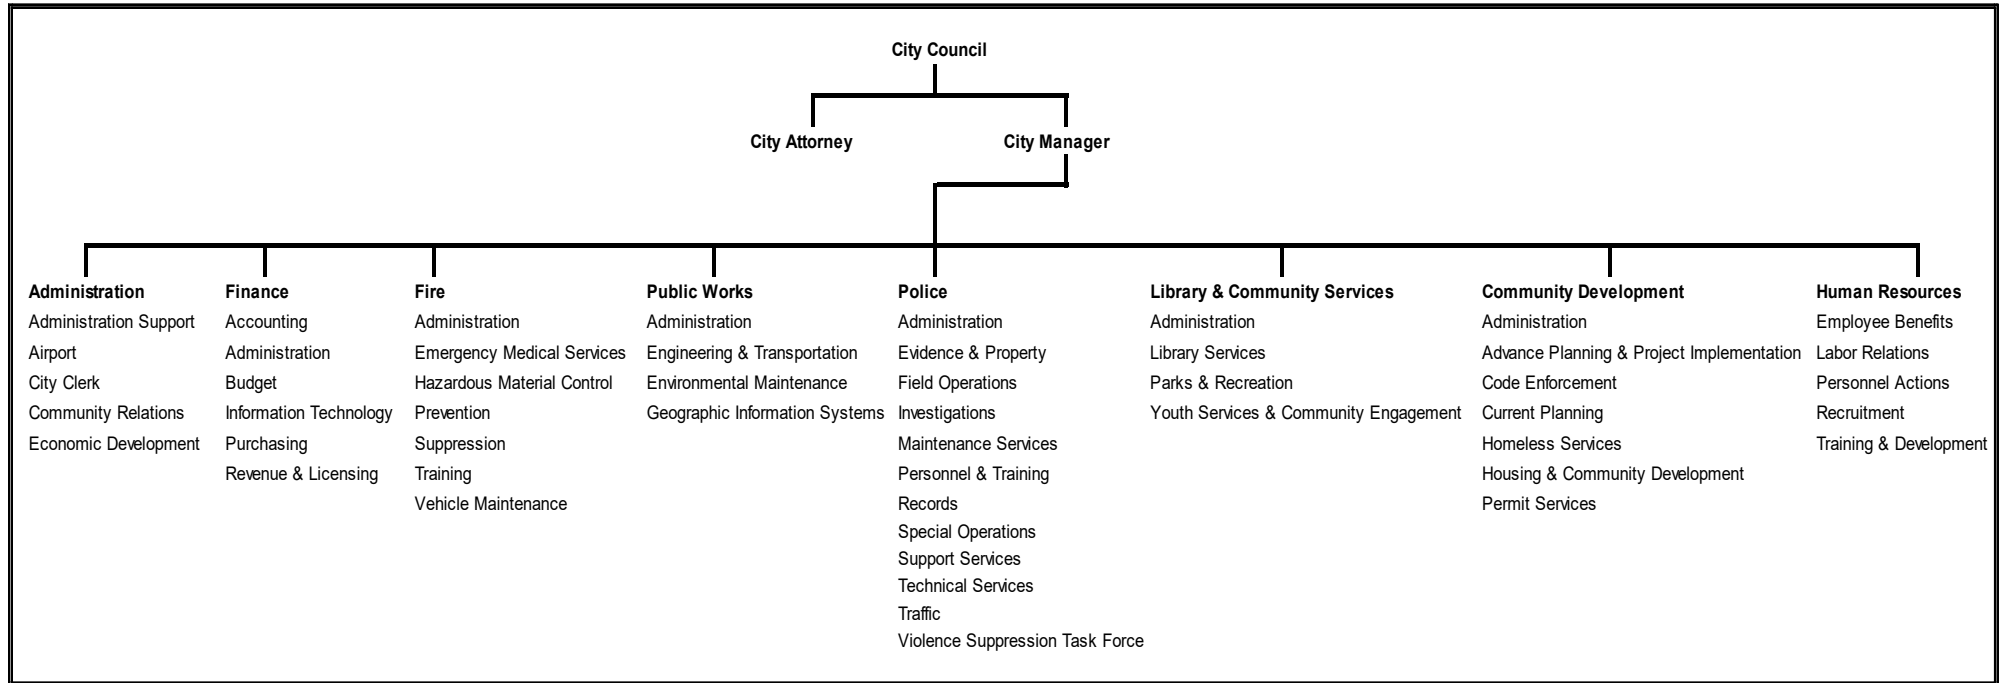 City Council
City Attorney
City Manager
Administration
Administration Support
Airport
City Clerk
Community Relations
Economic Development
Finance
Accounting
Administration
Budget
Information Technology
Purchasing
Revenue & Licensing
Fire
Administration
Emergency Medical Services
Hazardous Material Control
Prevention
Suppression
Training
Vehicle Maintenance
Public Works
Administration
Engineering & Transportation
Environmental Maintenance
Geographic Information Systems
Police
Administration
Evidence & Property
Field Operations
Investigations
Maintenance Services
Personnel & Training
Records
Special Operations
Support Services
Technical Services
Traffic
Violence Suppression Task Force
Library & Community Services
Administration
Library Services
Parks & Recreation
Youth Services & Community Engagement
Community Development
Administration
Advance Planning & Project Implementation
Code Enforcement
Current Planning
Homeless Services
Housing & Community Development
Permit Services
Human Resources
Employee Benefits
Labor Relations
Personnel Actions
Recruitment
Training & Development